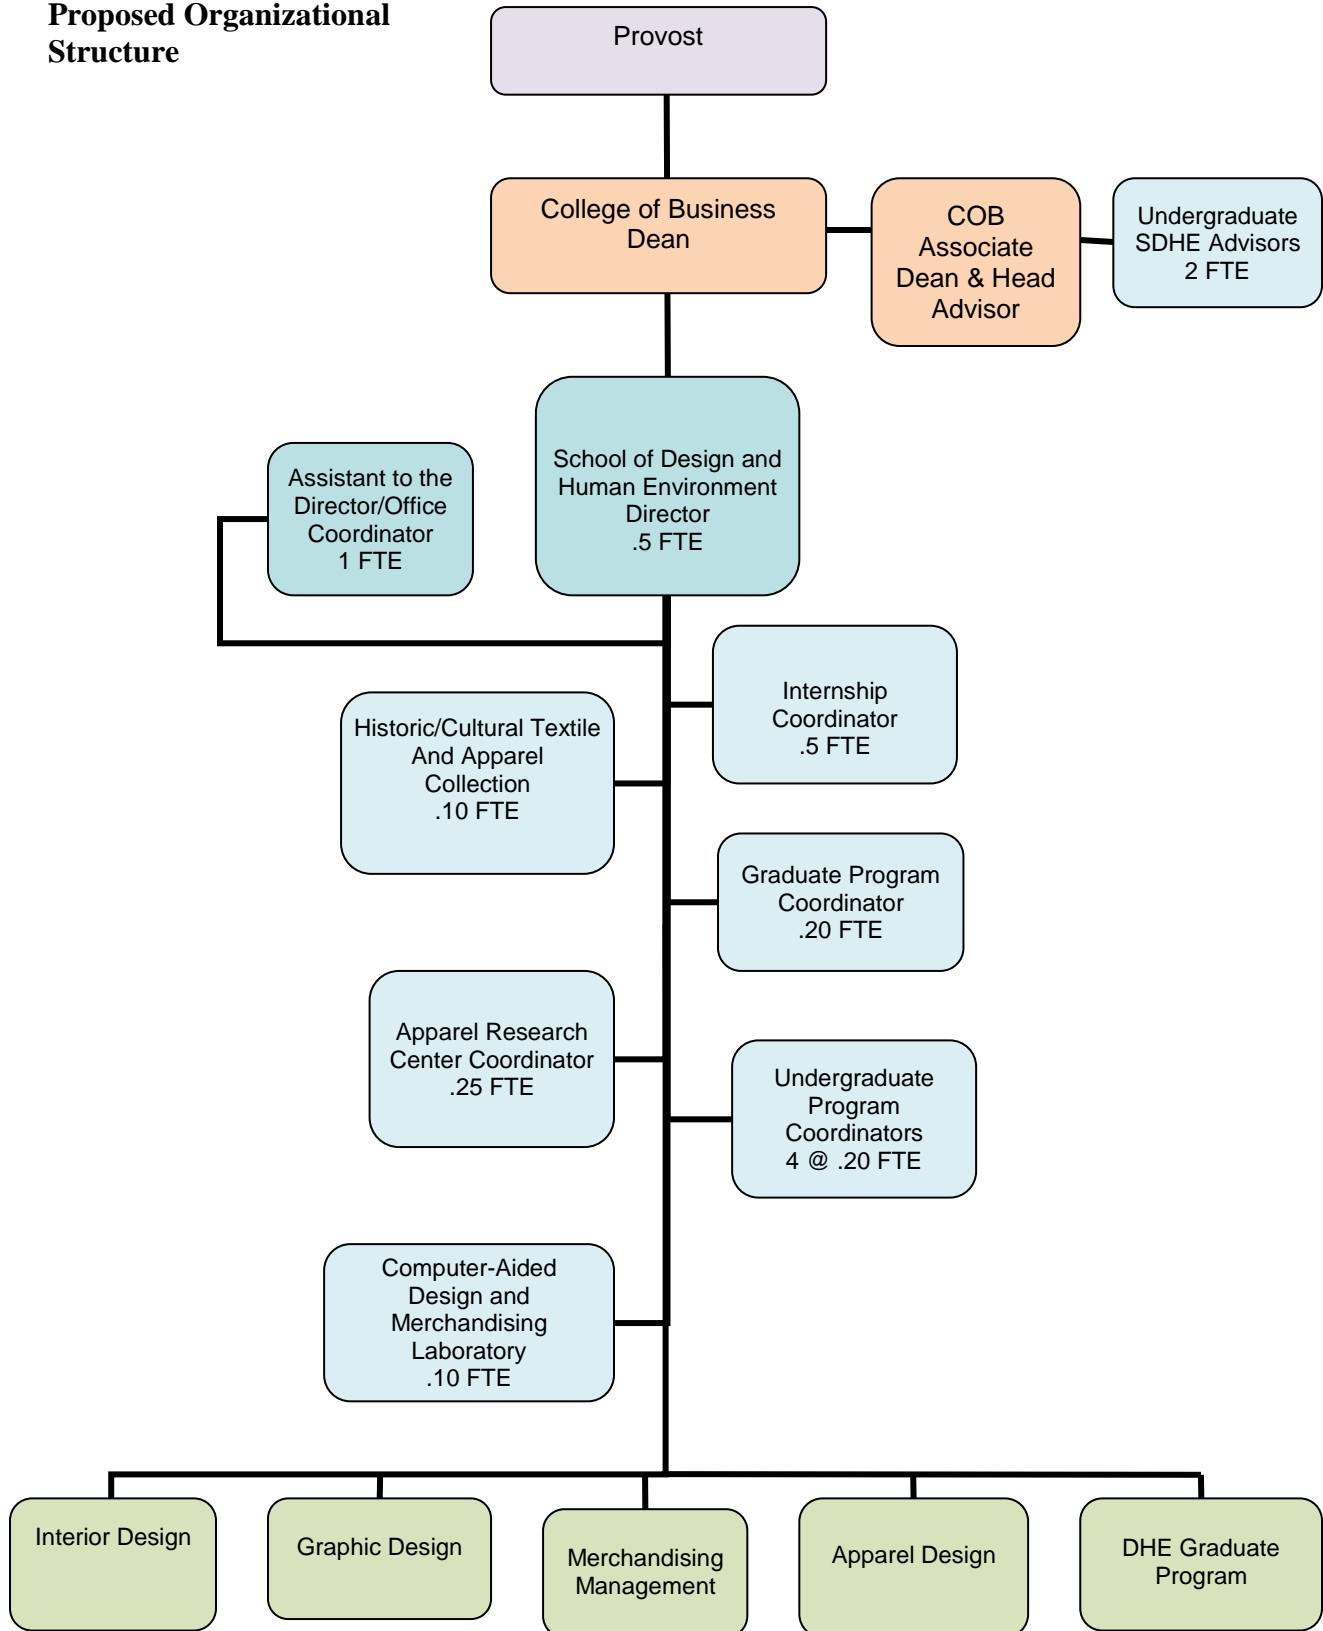 Proposed Organizational
Structure
Provost
College of Business
Dean
COB
Associate
Dean & Head
Advisor
Undergraduate
SDHE Advisors
2 FTE
School of Design and
Human Environment
Director
.5 FTE
Assistant to the
Director/Office
Coordinator
1 FTE
Internship
Coordinator
.5 FTE
Historic/Cultural Textile
And Apparel
Collection
.10 FTE
Graduate Program
Coordinator
.20 FTE
Apparel Research
Center Coordinator
.25 FTE
Undergraduate
Program
Coordinators
4 @ .20 FTE
Computer-Aided
Design and
Merchandising
Laboratory
.10 FTE
Interior Design
Graphic Design
Merchandising
Management
Apparel Design
DHE Graduate
Program